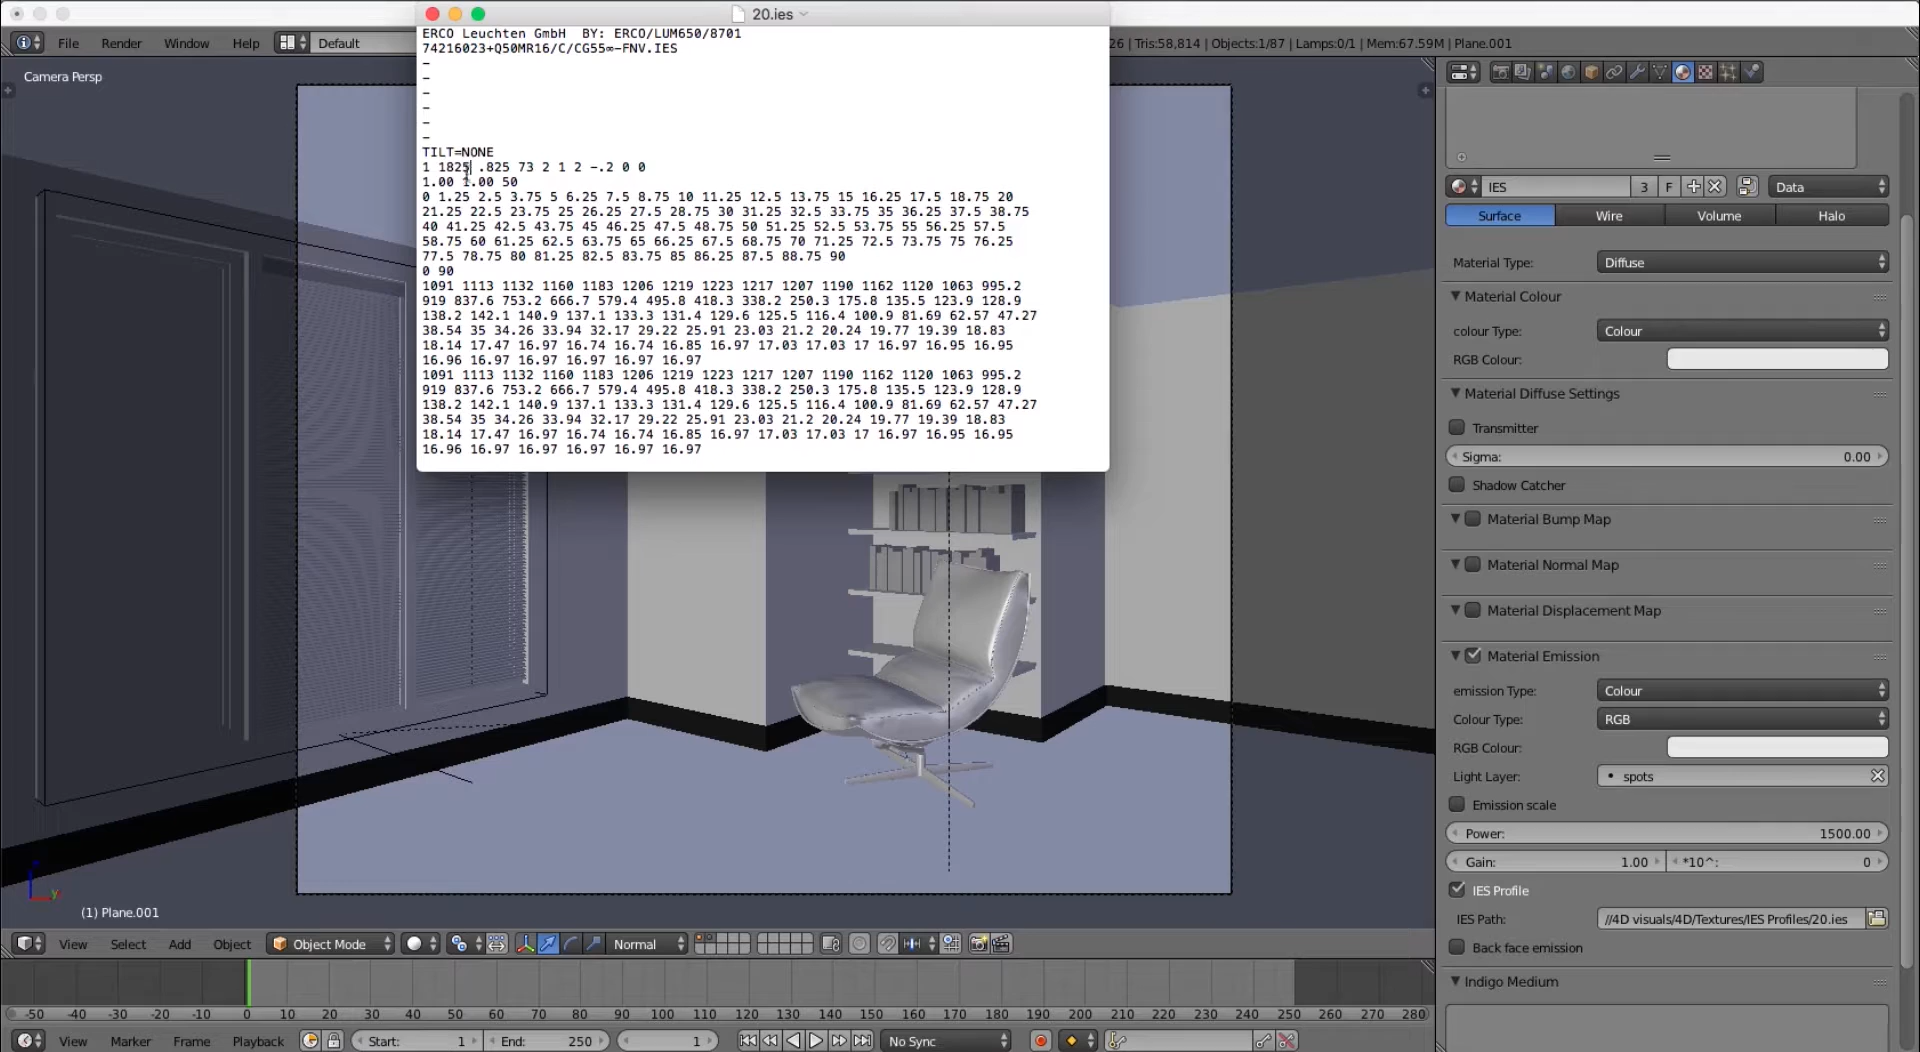 20.ies
ERCO Leuchten GmbH  BY: ERCO/LUM650/8701
74216023+Q50MR16/C/CG55∞-FNV.IES
-
-
-
-
-
-
TILT=NONE
1 1825 .825 73 2 1 2 -.2 0 0
1.00 1.00 50
0 1.25 2.5 3.75 5 6.25 7.5 8.75 10 11.25 12.5 13.75 15 16.25 17.5 18.75 20
21.25 22.5 23.75 25 26.25 27.5 28.75 30 31.25 32.5 33.75 35 36.25 37.5 38.75
40 41.25 42.5 43.75 45 46.25 47.5 48.75 50 51.25 52.5 53.75 55 56.25 57.5
58.75 60 61.25 62.5 63.75 65 66.25 67.5 68.75 70 71.25 72.5 73.75 75 76.25
77.5 78.75 80 81.25 82.5 83.75 85 86.25 87.5 88.75 90
0 90
1091 1113 1132 1160 1183 1206 1219 1223 1217 1207 1190 1162 1120 1063 995.2
919 837.6 753.2 666.7 579.4 495.8 418.3 338.2 250.3 175.8 135.5 123.9 128.9
138.2 142.1 140.9 137.1 133.3 131.4 129.6 125.5 116.4 100.9 81.69 62.57 47.27
38.54 35 34.26 33.94 32.17 29.22 25.91 23.03 21.2 20.24 19.77 19.39 18.83
18.14 17.47 16.97 16.74 16.74 16.85 16.97 17.03 17.03 17 16.97 16.95 16.95
16.96 16.97 16.97 16.97 16.97 16.97
1091 1113 1132 1160 1183 1206 1219 1223 1217 1207 1190 1162 1120 1063 995.2
919 837.6 753.2 666.7 579.4 495.8 418.3 338.2 250.3 175.8 135.5 123.9 128.9
138.2 142.1 140.9 137.1 133.3 131.4 129.6 125.5 116.4 100.9 81.69 62.57 47.27
38.54 35 34.26 33.94 32.17 29.22 25.91 23.03 21.2 20.24 19.77 19.39 18.83
18.14 17.47 16.97 16.74 16.74 16.85 16.97 17.03 17.03 17 16.97 16.95 16.95
16.96 16.97 16.97 16.97 16.97 16.97
File Render Window Help Default
26 | Tris:58,814 | Objects:1/87 | Lamps:0/1 | Mem:67.59M | Plane.001
Camera Persp
(1) Plane.001
IES 3 F Data
Surface Wire Volume Halo
Material Type: Diffuse
Material Colour
colour Type: Colour
RGB Colour:
Material Diffuse Settings
Transmitter
Sigma: 0.00
Shadow Catcher
Material Bump Map
Material Normal Map
Material Displacement Map
Material Emission
emission Type: Colour
Colour Type: RGB
RGB Colour:
Light Layer: • spots
Emission scale
Power: 1500.00
Gain: 1.00 *10^: 0
IES Profile
IES Path: //4D visuals/4D/Textures/IES Profiles/20.ies
Back face emission
Indigo Medium
View Select Add Object Object Mode Normal
-50 -40 -30 -20 -10 0 10 20 30 40 50 60 70 80 90 100 110 120 130 140 150 160 170 180 190 200 210 220 230 240 250 260 270 280
View Marker Frame Playback Start: 1 End: 250 1 No Sync